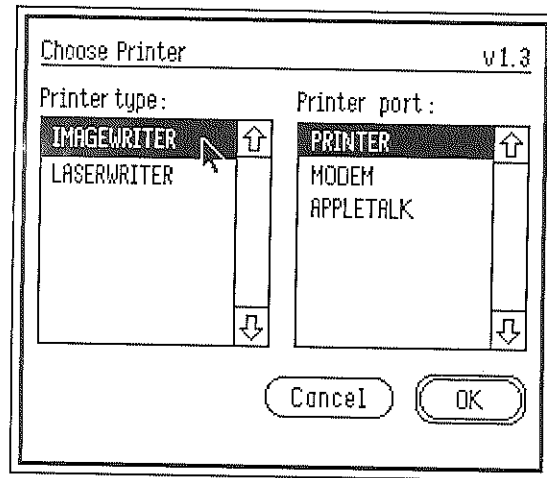 Choose Printer v1.3
Printer type: Printer port:
IMAGEWRITER PRINTER
LASERWRITER MODEM
APPLETALK
Cancel OK